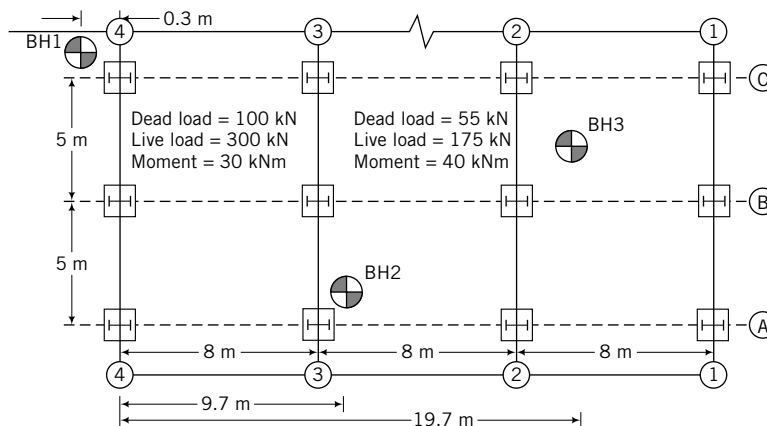 0.3 m
4
3
2
1
BH1
C
Dead load = 100 kN
Live load = 300 kN
Moment = 30 kNm
Dead load = 55 kN
Live load = 175 kN
Moment = 40 kNm
BH3
5 m
B
5 m
BH2
A
8 m
8 m
8 m
4
3
2
1
9.7 m
19.7 m